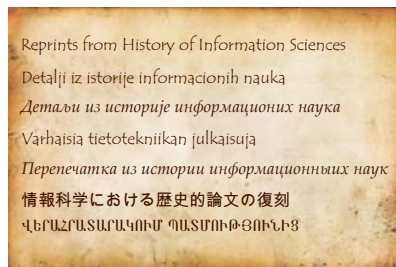 Reprints from History of Information Sciences
Detalji iz istorije informacionih nauka
Детаљи из историје информационих наука
Varhaisia tietotekniikan julkaisuja
Перепечатка из истории информационныих наук
情報科学における歴史的論文の復刻
ՎԵՐԱՀՐԱՏԱՐԱԿՈՒՄ ՊԱՏՄՈՒԹՅՈՒՆԻՑ